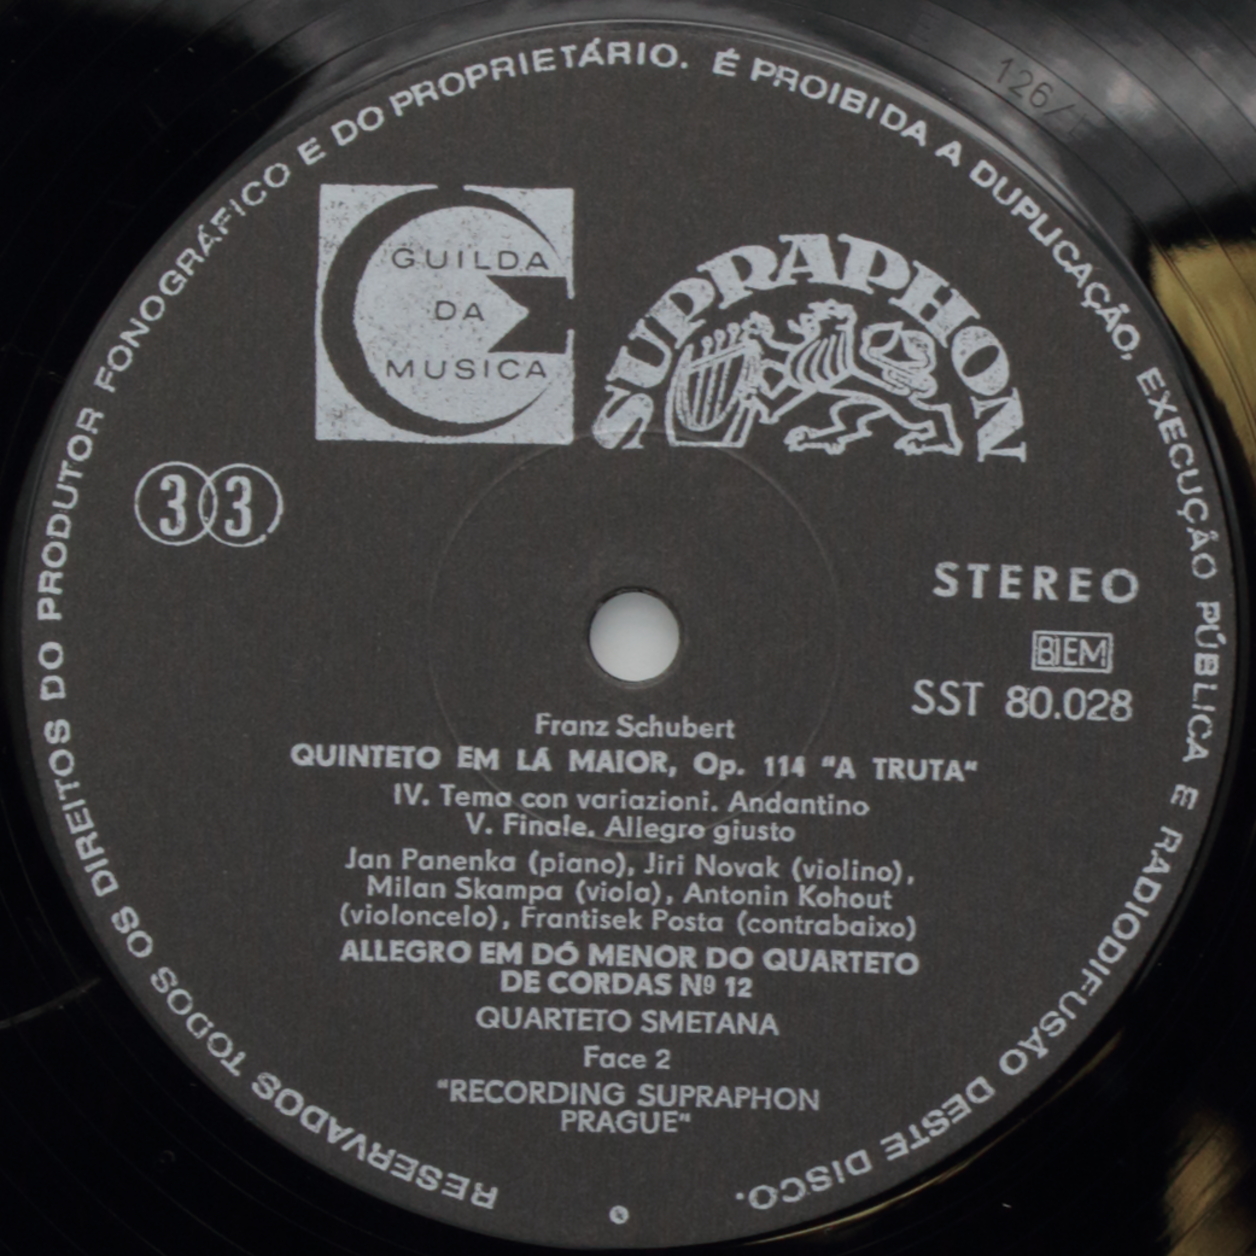 RESERVADOS TODOS OS DIREITOS DO PRODUTOR FONOGRÁFICO E DO PROPRIETÁRIO. É PROIBIDA A DUPLICAÇÃO, EXECUÇÃO PÚBLICA E RADIODIFUSÃO DESTE DISCO.
GUILDA
DA
MUSICA
SUPRAPHON
33
STEREO
BIEM
SST 80.028
Franz Schubert
QUINTETO EM LÁ MAIOR, Op. 114 "A TRUTA"
IV. Tema con variazioni. Andantino
V. Finale. Allegro giusto
Jan Panenka (piano), Jiri Novak (violino),
Milan Skampa (viola), Antonin Kohout
(violoncelo), Frantisek Posta (contrabaixo)
ALLEGRO EM DÓ MENOR DO QUARTETO
DE CORDAS Nº 12
QUARTETO SMETANA
Face 2
"RECORDING SUPRAPHON
PRAGUE"